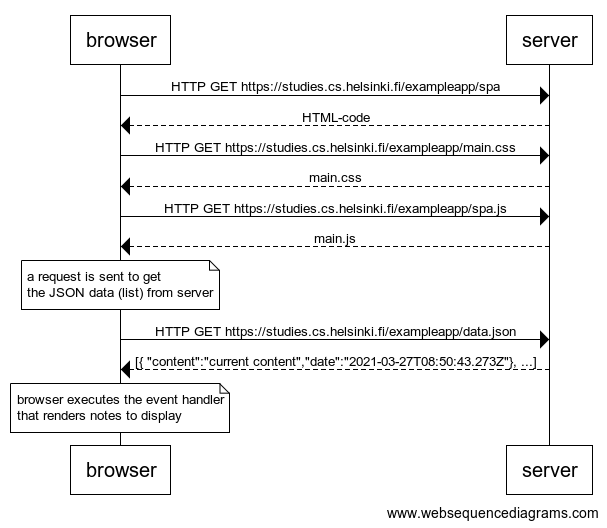 browser
server
HTTP GET https://studies.cs.helsinki.fi/exampleapp/spa
HTML-code
HTTP GET https://studies.cs.helsinki.fi/exampleapp/main.css
main.css
HTTP GET https://studies.cs.helsinki.fi/exampleapp/spa.js
main.js
a request is sent to get
the JSON data (list) from server
HTTP GET https://studies.cs.helsinki.fi/exampleapp/data.json
[{ "content":"current content","date":"2021-03-27T08:50:43.273Z"}, ...]
browser executes the event handler
that renders notes to display
browser
server
www.websequencediagrams.com